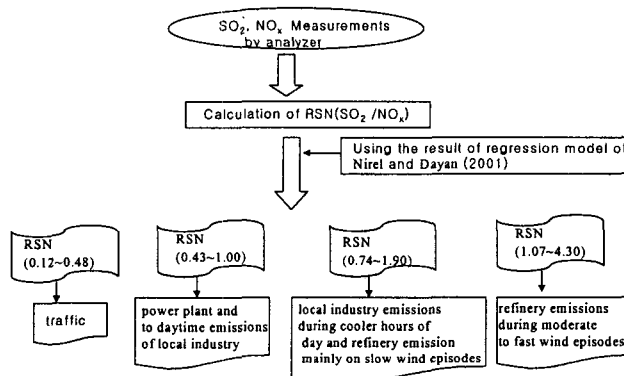 SO₂, NOₓ Measurements
by analyzer
Calculation of RSN(SO₂ /NOₓ)
Using the result of regression model of
Nirel and Dayan (2001)
RSN
(0.12~0.48)
RSN
(0.43~1.00)
RSN
(0.74~1.90)
RSN
(1.07~4.30)
traffic
power plant and
to daytime emissions
of local industry
local industry emissions
during cooler hours of
day and refinery emission
mainly on slow wind episodes
refinery emissions
during moderate
to fast wind episodes